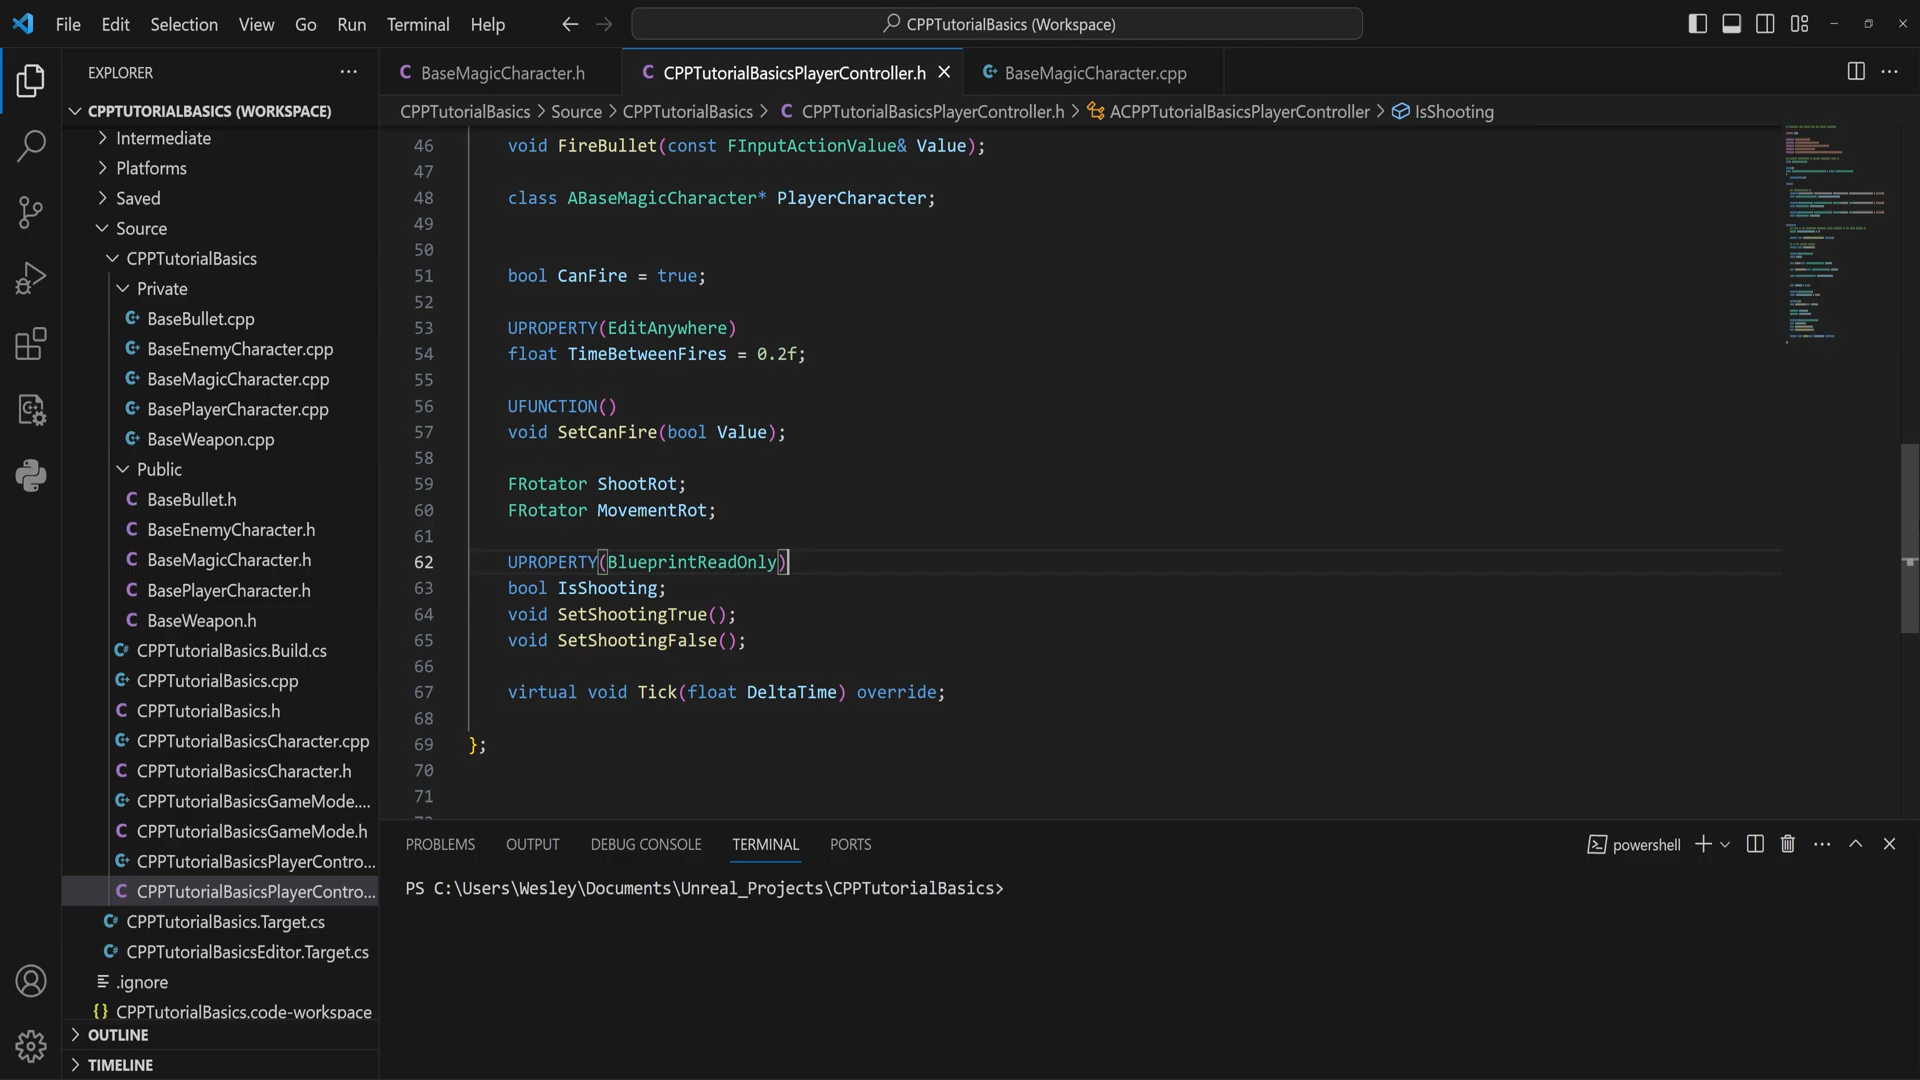 File Edit Selection View Go Run Terminal Help
CPPTutorialBasics (Workspace)
EXPLORER
BaseMagicCharacter.h
CPPTutorialBasicsPlayerController.h
BaseMagicCharacter.cpp
CPPTUTORIALBASICS (WORKSPACE)
CPPTutorialBasics > Source > CPPTutorialBasics > CPPTutorialBasicsPlayerController.h > ACPPTutorialBasicsPlayerController > IsShooting
Intermediate
Platforms
Saved
Source
CPPTutorialBasics
Private
BaseBullet.cpp
BaseEnemyCharacter.cpp
BaseMagicCharacter.cpp
BasePlayerCharacter.cpp
BaseWeapon.cpp
Public
BaseBullet.h
BaseEnemyCharacter.h
BaseMagicCharacter.h
BasePlayerCharacter.h
BaseWeapon.h
CPPTutorialBasics.Build.cs
CPPTutorialBasics.cpp
CPPTutorialBasics.h
CPPTutorialBasicsCharacter.cpp
CPPTutorialBasicsCharacter.h
CPPTutorialBasicsGameMode....
CPPTutorialBasicsGameMode.h
CPPTutorialBasicsPlayerContro...
CPPTutorialBasicsPlayerContro...
CPPTutorialBasics.Target.cs
CPPTutorialBasicsEditor.Target.cs
.ignore
CPPTutorialBasics.code-workspace
OUTLINE
TIMELINE
46 void FireBullet(const FInputActionValue& Value);
47
48 class ABaseMagicCharacter* PlayerCharacter;
49
50
51 bool CanFire = true;
52
53 UPROPERTY(EditAnywhere)
54 float TimeBetweenFires = 0.2f;
55
56 UFUNCTION()
57 void SetCanFire(bool Value);
58
59 FRotator ShootRot;
60 FRotator MovementRot;
61
62 UPROPERTY(BlueprintReadOnly)
63 bool IsShooting;
64 void SetShootingTrue();
65 void SetShootingFalse();
66
67 virtual void Tick(float DeltaTime) override;
68
69 };
70
71
PROBLEMS OUTPUT DEBUG CONSOLE TERMINAL PORTS
powershell
PS C:\Users\Wesley\Documents\Unreal_Projects\CPPTutorialBasics>